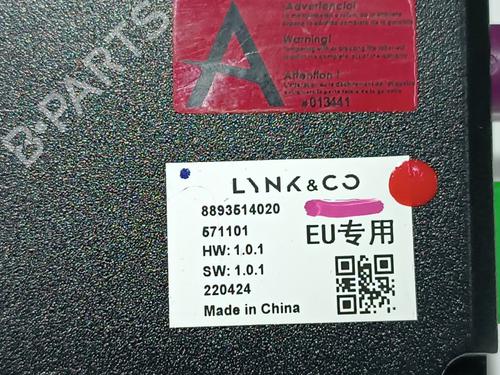 Advertencia!
Warning!
Attention !
#013441
B-PARTS
LYNK&CO
8893514020
571101
EU专用
HW: 1.0.1
SW: 1.0.1
220424
Made in China